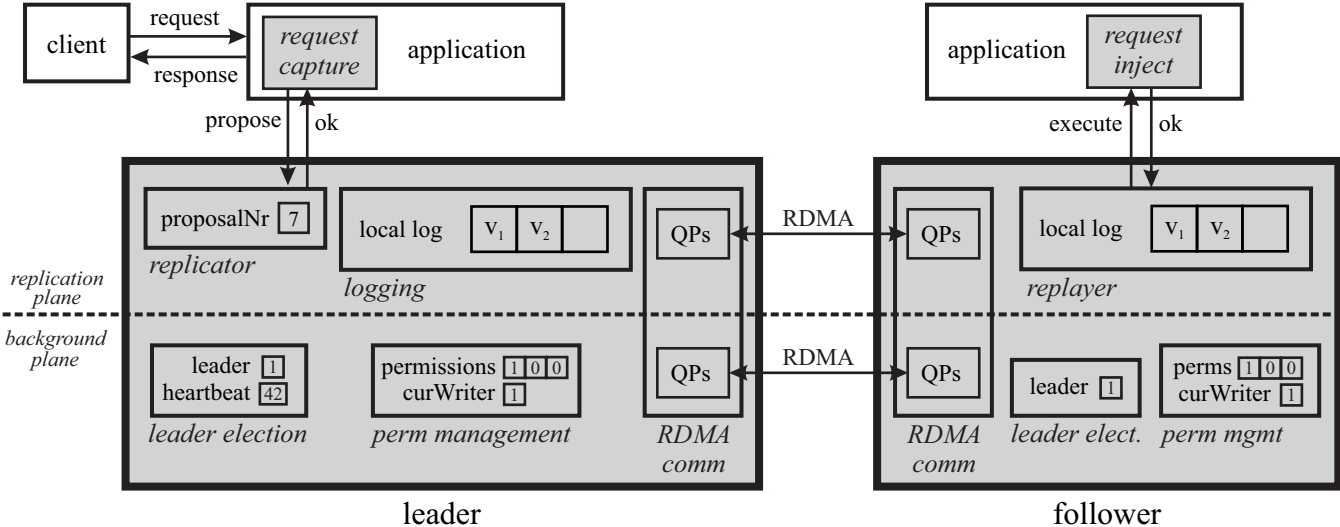 client
request
response
request
capture
application
propose
ok
application
request
inject
execute
ok
proposalNr 7
replicator
local log v1 v2
logging
QPs
RDMA
QPs
local log v1 v2
replayer
replication
plane
background
plane
leader 1
heartbeat 42
leader election
permissions 1 0 0
curWriter 1
perm management
QPs
RDMA
comm
RDMA
QPs
RDMA
comm
leader 1
leader elect.
perms 1 0 0
curWriter 1
perm mgmt
leader
follower